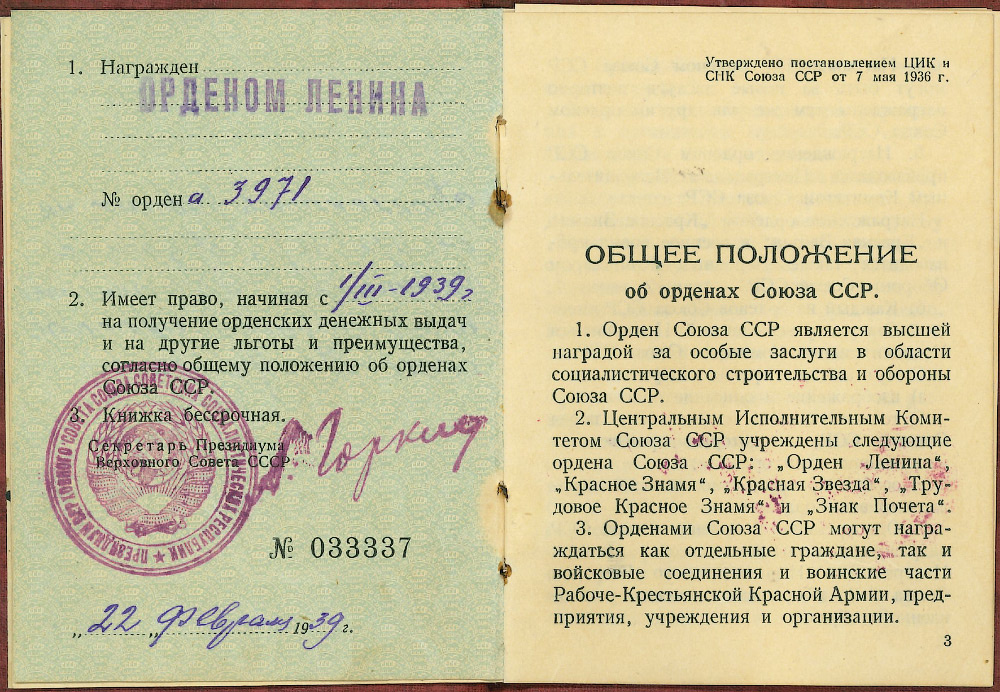 1. Награжден
ОРДЕНОМ ЛЕНИНА
№ ордена 3971
2. Имеет право, начиная с 1/III-1939г
на получение орденских денежных выдач
и на другие льготы и преимущества,
согласно общему положению об орденах
Союза ССР.
3. Книжка бессрочная.
Секретарь Президиума
Верховного Совета СССР
А. Горкин
№ 033337
„22„ Февраля 1939г.
Утверждено постановлением ЦИК и
СНК Союза ССР от 7 мая 1936 г.
ОБЩЕЕ ПОЛОЖЕНИЕ
об орденах Союза ССР.
1. Орден Союза ССР является высшей
наградой за особые заслуги в области
социалистического строительства и обороны
Союза ССР.
2. Центральным Исполнительным Коми-
тетом Союза ССР учреждены следующие
ордена Союза ССР: „Орден Ленина“,
„Красное Знамя“, „Красная Звезда“, „Тру-
довое Красное Знамя“ и „Знак Почета“.
3. Орденами Союза ССР могут награ-
ждаться как отдельные граждане, так и
войсковые соединения и воинские части
Рабоче-Крестьянской Красной Армии, пред-
приятия, учреждения и организации.
3